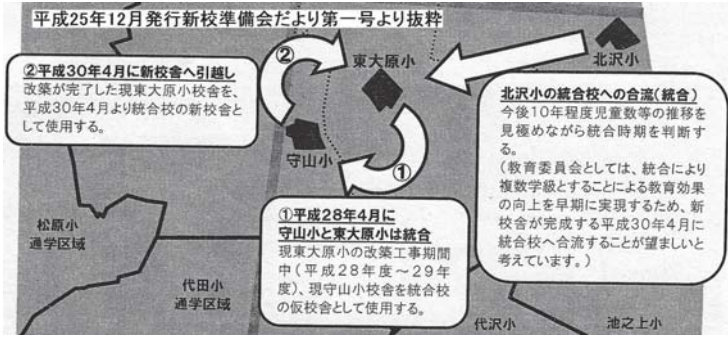 平成25年12月発行新校準備会だより第一号より抜粋
②平成30年4月に新校舎へ引越し
改築が完了した現東大原小校舎を、
平成30年4月より統合校の新校舎と
して使用する。
②
東大原小
北沢小
守山小
①
北沢小の統合校への合流(統合)
今後10年程度児童数等の推移を
見極めながら統合時期を判断す
る。
(教育委員会としては、統合により
複数学級とすることによる教育効果
の向上を早期に実現するため、新
校舎が完成する平成30年4月に
統合校へ合流することが望ましいと
考えています。)
①平成28年4月に
守山小と東大原小は統合
現東大原小の改築工事期間
中(平成28年度～29年
度)、現守山小校舎を統合校
の仮校舎として使用する。
松原小
通学区域
代田小
通学区域
代沢小
池之上小